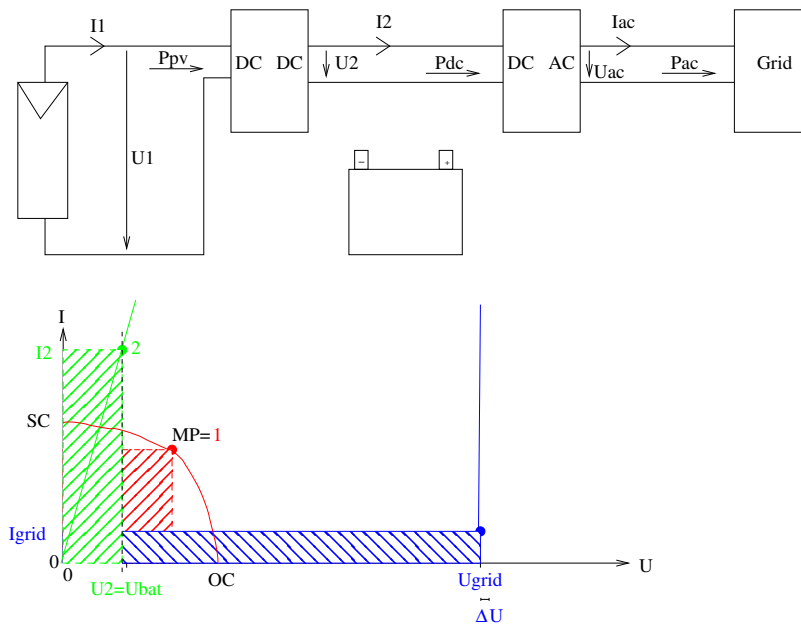 I1 I2 Iac
Ppv DC DC U2 Pdc DC AC Uac Pac Grid
U1
− +
I
I2 2
SC MP= 1
Igrid
0
0 OC Ugrid U
U2=Ubat
ΔU